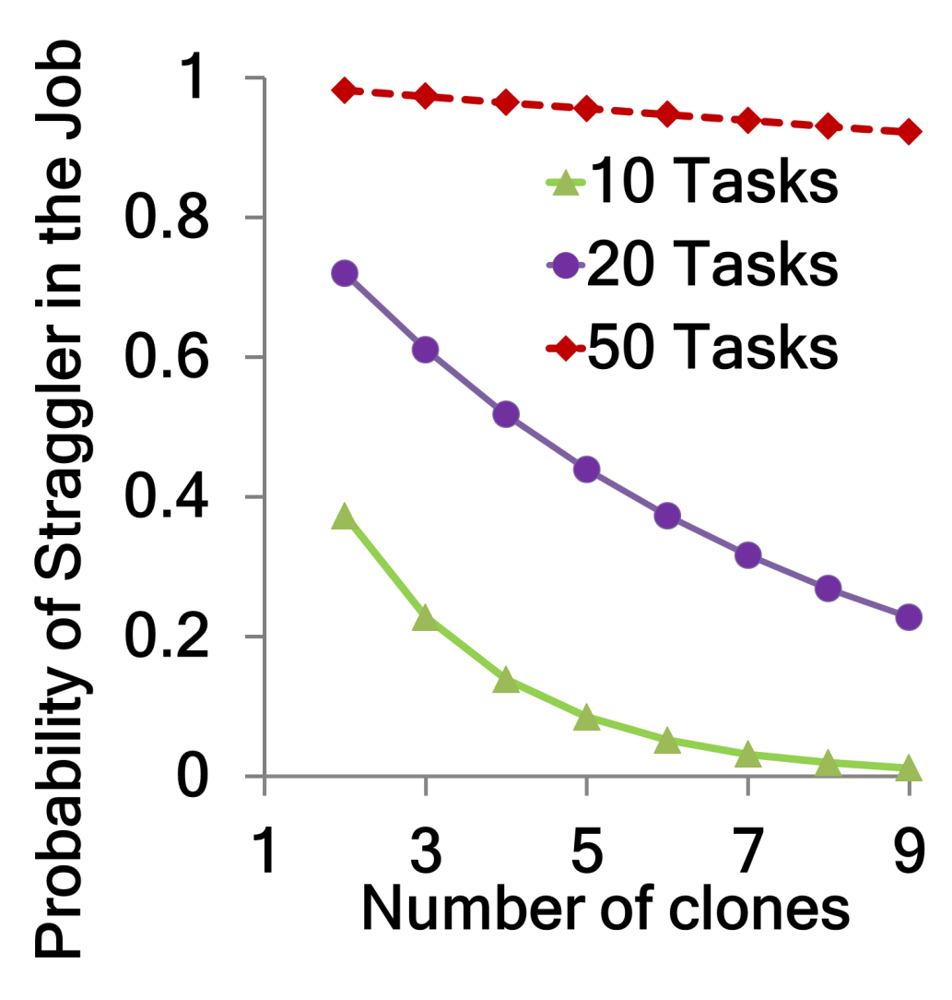 Probability of Straggler in the Job
1
0.8
0.6
0.4
0.2
0
10 Tasks
20 Tasks
50 Tasks
1 3 5 7 9
Number of clones